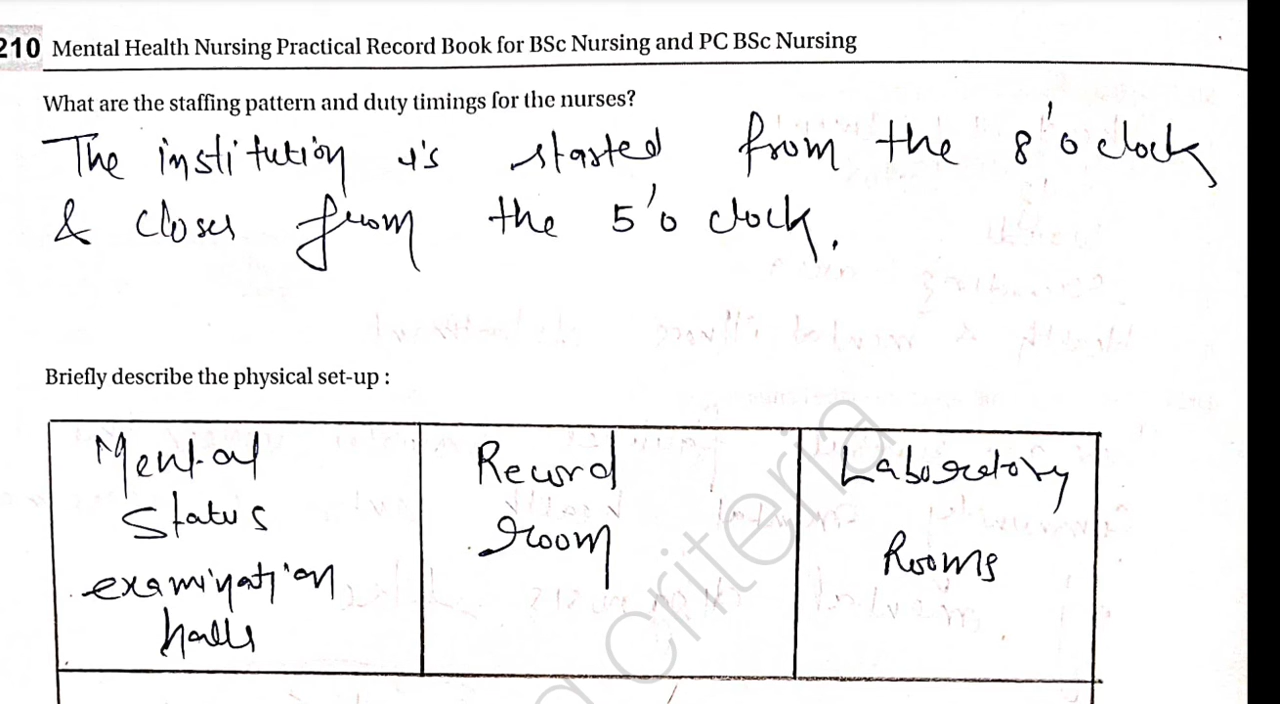 210 Mental Health Nursing Practical Record Book for BSc Nursing and PC BSc Nursing
What are the staffing pattern and duty timings for the nurses?
The institution is started from the 8'o clock
& closes from the 5'o clock.
Briefly describe the physical set-up :
Mental
Status
examination
halls
Record
room
Laboratory
Rooms
criteria